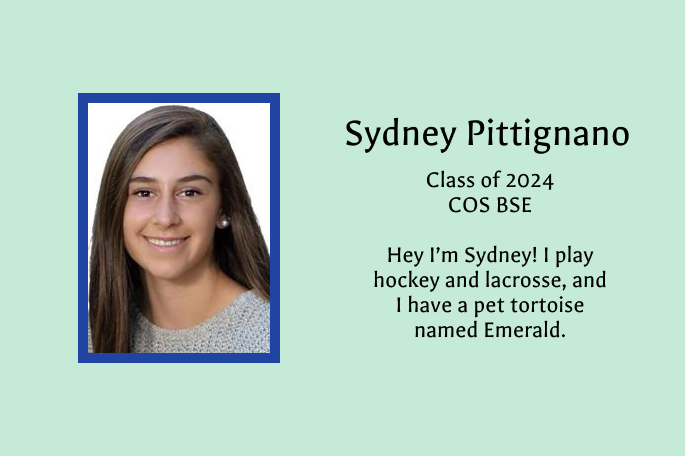 Sydney Pittignano
Class of 2024
COS BSE
Hey I'm Sydney! I play
hockey and lacrosse, and
I have a pet tortoise
named Emerald.